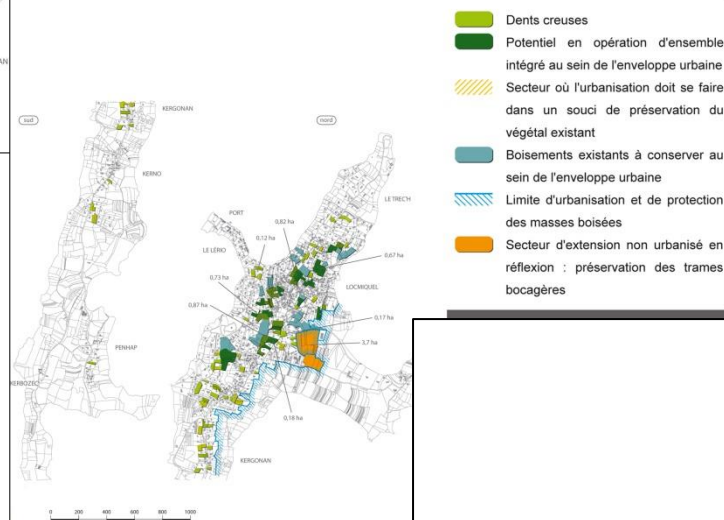 AN
sud
KERGONAN
KERNO
PENHAP
KERBOZEC
nord
LE TREC'H
PORT
0,82 ha
0,12 ha
LE LÉRIO
0,67 ha
0,73 ha
LOCMIQUEL
0,87 ha
0,17 ha
3,7 ha
0,18 ha
KERGONAN
0 200 400 600 800 1000
Dents creuses
Potentiel en opération d'ensemble
intégré au sein de l'enveloppe urbaine
Secteur où l'urbanisation doit se faire
dans un souci de préservation du
végétal existant
Boisements existants à conserver au
sein de l'enveloppe urbaine
Limite d'urbanisation et de protection
des masses boisées
Secteur d'extension non urbanisé en
réflexion : préservation des trames
bocagères